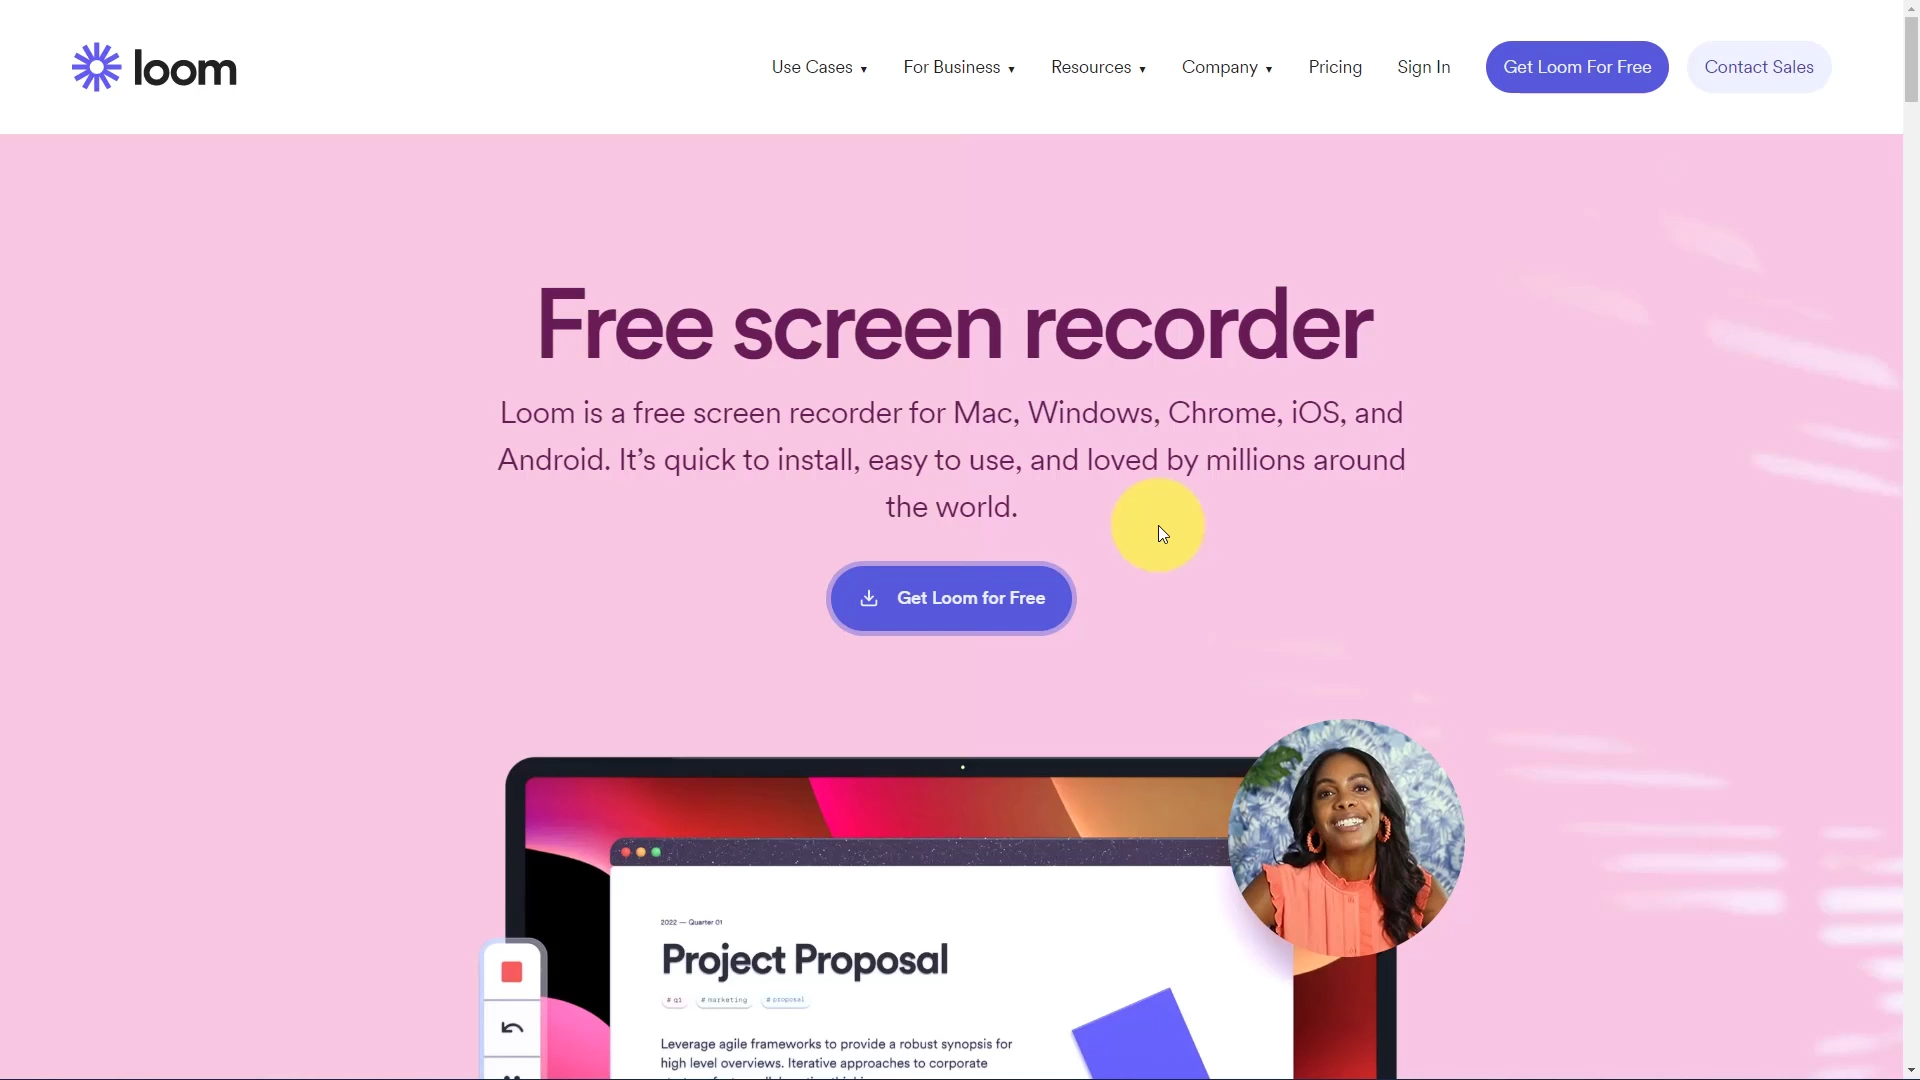 loom
Use Cases ▾ For Business ▾ Resources ▾ Company ▾ Pricing Sign In Get Loom For Free Contact Sales
Free screen recorder
Loom is a free screen recorder for Mac, Windows, Chrome, iOS, and
Android. It’s quick to install, easy to use, and loved by millions around
the world.
Get Loom for Free
2022 — Quarter 01
Project Proposal
# q1 # marketing # proposal
Leverage agile frameworks to provide a robust synopsis for
high level overviews. Iterative approaches to corporate